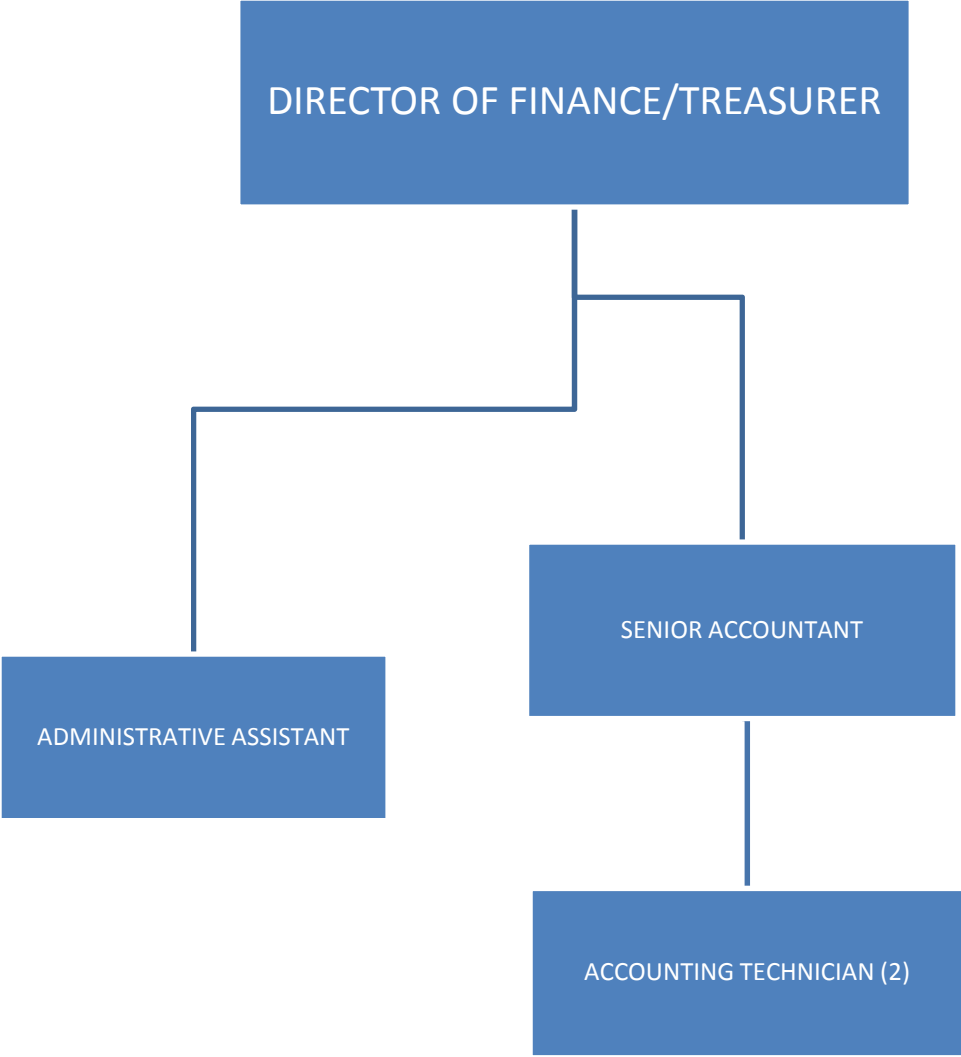 DIRECTOR OF FINANCE/TREASURER
SENIOR ACCOUNTANT
ADMINISTRATIVE ASSISTANT
ACCOUNTING TECHNICIAN (2)